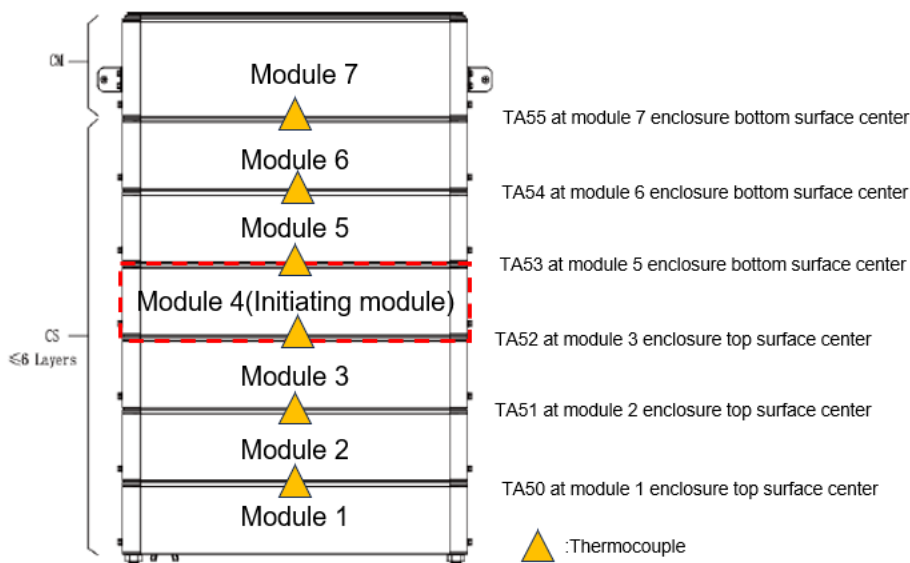 CM
Module 7
TA55 at module 7 enclosure bottom surface center
Module 6
TA54 at module 6 enclosure bottom surface center
Module 5
TA53 at module 5 enclosure bottom surface center
Module 4(Initiating module)
CS
≤6 Layers
TA52 at module 3 enclosure top surface center
Module 3
TA51 at module 2 enclosure top surface center
Module 2
TA50 at module 1 enclosure top surface center
Module 1
:Thermocouple